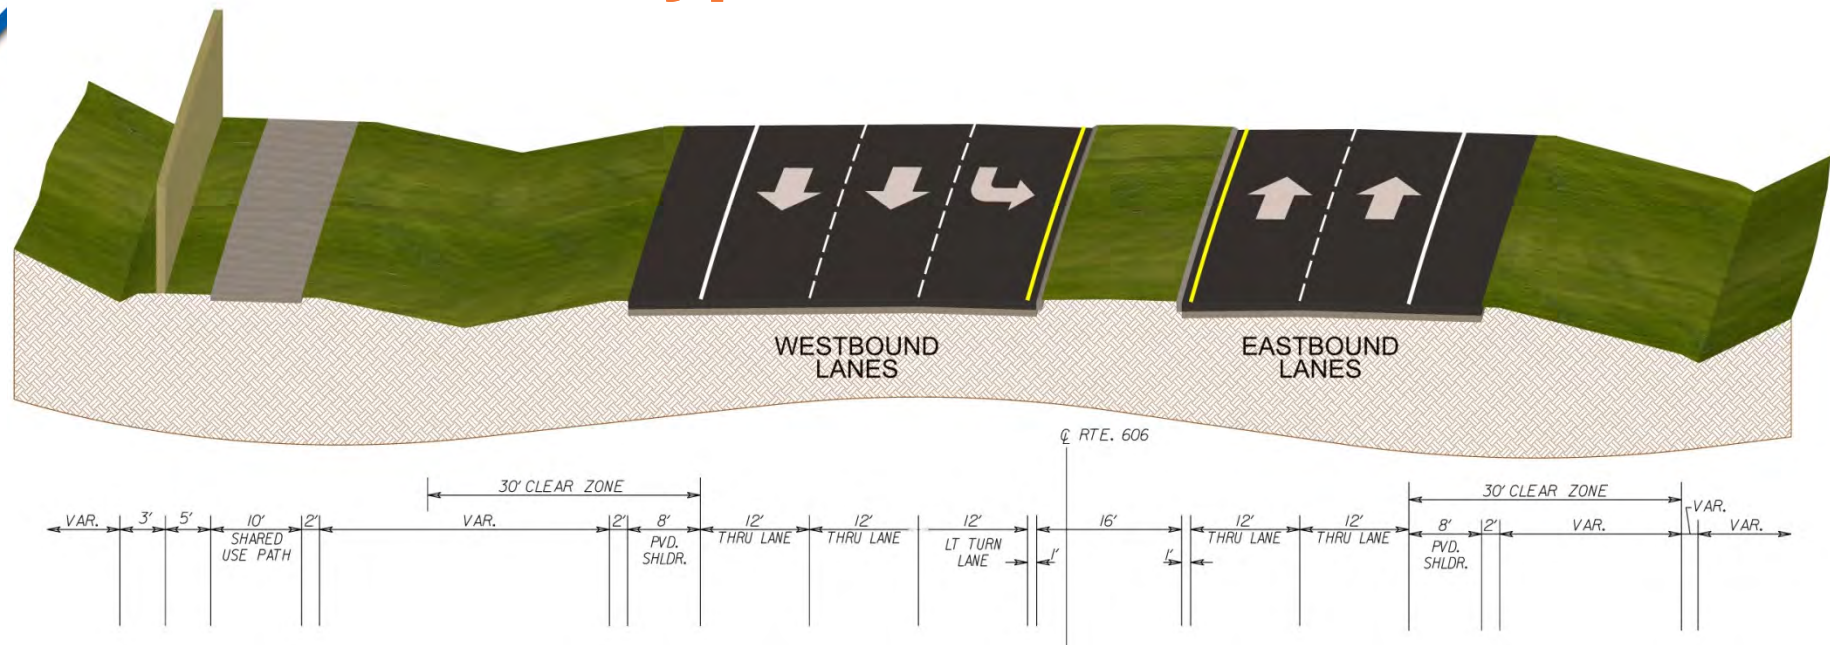 WESTBOUND
LANES
EASTBOUND
LANES
℄ RTE. 606
30' CLEAR ZONE
30' CLEAR ZONE
VAR.
3'
5'
10'
SHARED
USE PATH
2'
VAR.
2'
8'
PVD.
SHLDR.
12'
THRU LANE
12'
THRU LANE
12'
LT TURN
LANE
1'
16'
1'
12'
THRU LANE
12'
THRU LANE
8'
PVD.
SHLDR.
2'
VAR.
VAR.
VAR.